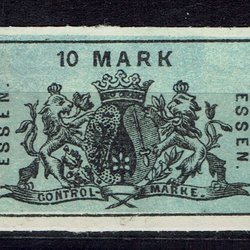 10 MARK
ESSEN.
ESSEN.
CONTROL MARKE.